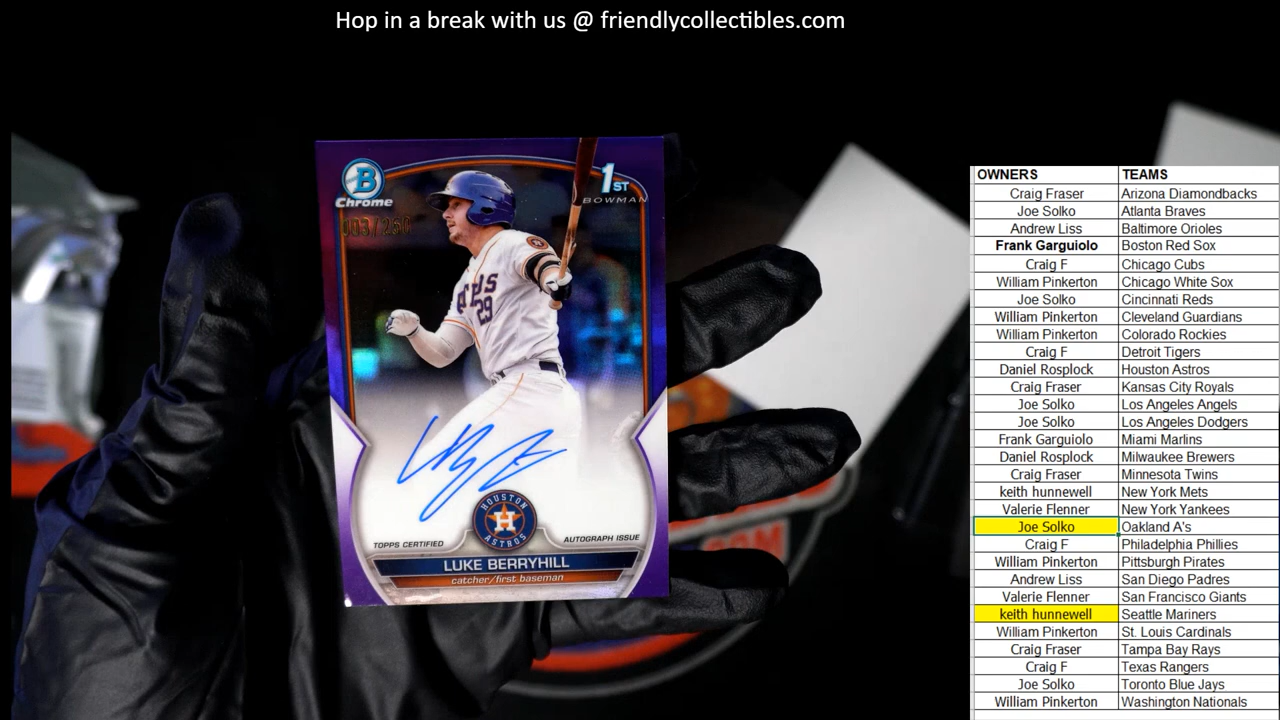 Hop in a break with us @ friendlycollectibles.com
B
Chrome
1ST
BOWMAN
003/250
29
HOUSTON
H
ASTROS
TOPPS CERTIFIED
AUTOGRAPH ISSUE
LUKE BERRYHILL
catcher/first baseman
OWNERS TEAMS
Craig Fraser Arizona Diamondbacks
Joe Solko Atlanta Braves
Andrew Liss Baltimore Orioles
Frank Garguiolo Boston Red Sox
Craig F Chicago Cubs
William Pinkerton Chicago White Sox
Joe Solko Cincinnati Reds
William Pinkerton Cleveland Guardians
William Pinkerton Colorado Rockies
Craig F Detroit Tigers
Daniel Rosplock Houston Astros
Craig Fraser Kansas City Royals
Joe Solko Los Angeles Angels
Joe Solko Los Angeles Dodgers
Frank Garguiolo Miami Marlins
Daniel Rosplock Milwaukee Brewers
Craig Fraser Minnesota Twins
keith hunnewell New York Mets
Valerie Flenner New York Yankees
Joe Solko Oakland A's
Craig F Philadelphia Phillies
William Pinkerton Pittsburgh Pirates
Andrew Liss San Diego Padres
Valerie Flenner San Francisco Giants
keith hunnewell Seattle Mariners
William Pinkerton St. Louis Cardinals
Craig Fraser Tampa Bay Rays
Craig F Texas Rangers
Joe Solko Toronto Blue Jays
William Pinkerton Washington Nationals